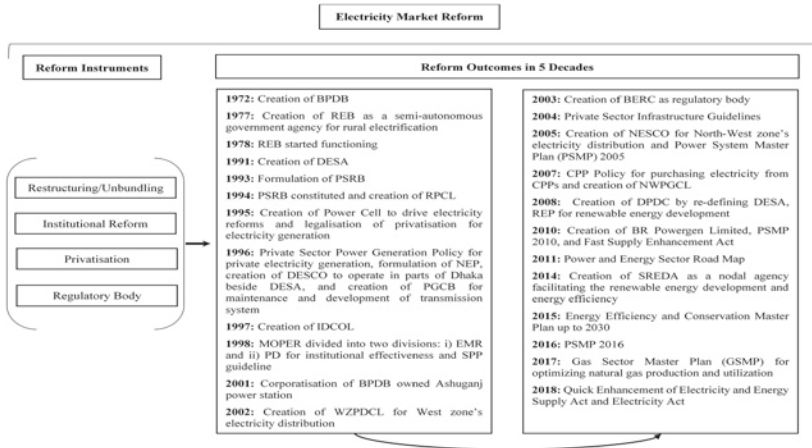 Electricity Market Reform
Reform Instruments
Restructuring/Unbundling
Institutional Reform
Privatisation
Regulatory Body
Reform Outcomes in 5 Decades
1972: Creation of BPDB
1977: Creation of REB as a semi-autonomous
government agency for rural electrification
1978: REB started functioning
1991: Creation of DESA
1993: Formulation of PSRB
1994: PSRB constituted and creation of RPCL
1995: Creation of Power Cell to drive electricity
reforms and legalisation of privatisation for
electricity generation
1996: Private Sector Power Generation Policy for
private electricity generation, formulation of NEP,
creation of DESCO to operate in parts of Dhaka
beside DESA, and creation of PGCB for
maintenance and development of transmission
system
1997: Creation of IDCOL
1998: MOPER divided into two divisions: i) EMR
and ii) PD for institutional effectiveness and SPP
guideline
2001: Corporatisation of BPDB owned Ashuganj
power station
2002: Creation of WZPDCL for West zone's
electricity distribution
2003: Creation of BERC as regulatory body
2004: Private Sector Infrastructure Guidelines
2005: Creation of NESCO for North-West zone's
electricity distribution and Power System Master
Plan (PSMP) 2005
2007: CPP Policy for purchasing electricity from
CPPs and creation of NWPGCL
2008: Creation of DPDC by re-defining DESA,
REP for renewable energy development
2010: Creation of BR Powergen Limited, PSMP
2010, and Fast Supply Enhancement Act
2011: Power and Energy Sector Road Map
2014: Creation of SREDA as a nodal agency
facilitating the renewable energy development and
energy efficiency
2015: Energy Efficiency and Conservation Master
Plan up to 2030
2016: PSMP 2016
2017: Gas Sector Master Plan (GSMP) for
optimizing natural gas production and utilization
2018: Quick Enhancement of Electricity and Energy
Supply Act and Electricity Act